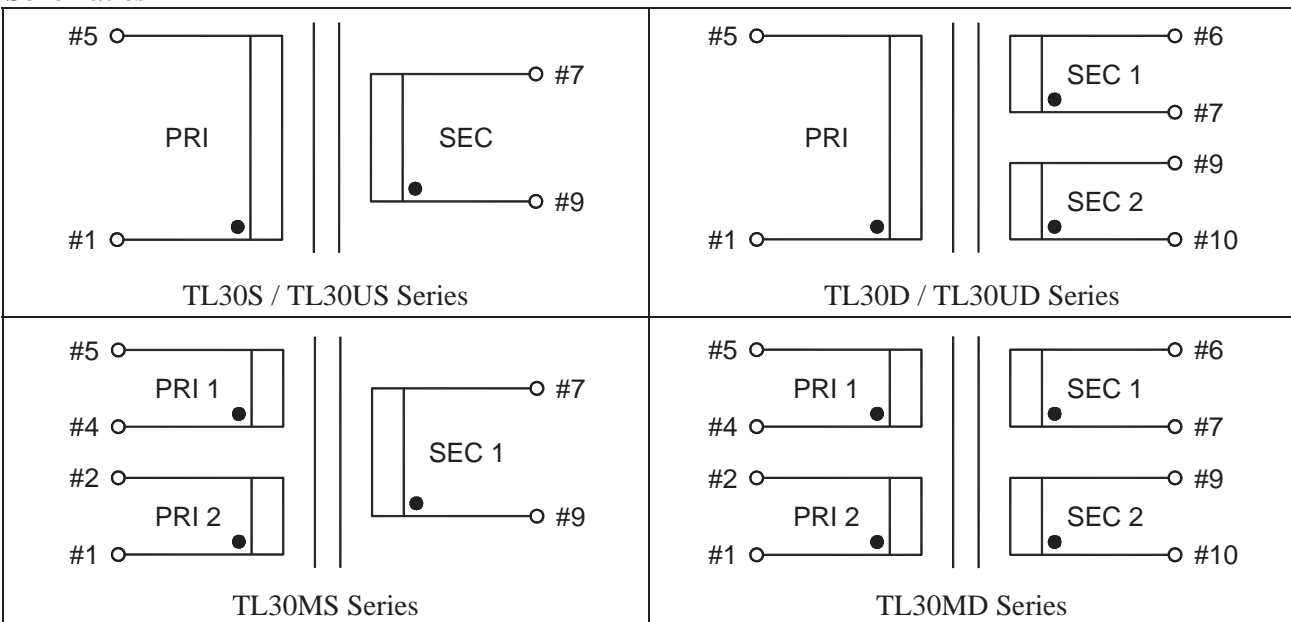 #5
PRI
#1
#7
SEC
#9
TL30S / TL30US Series
#5
PRI
#1
#6
SEC 1
#7
#9
SEC 2
#10
TL30D / TL30UD Series
#5
PRI 1
#4
#2
PRI 2
#1
#7
SEC 1
#9
TL30MS Series
#5
PRI 1
#4
#2
PRI 2
#1
#6
SEC 1
#7
#9
SEC 2
#10
TL30MD Series